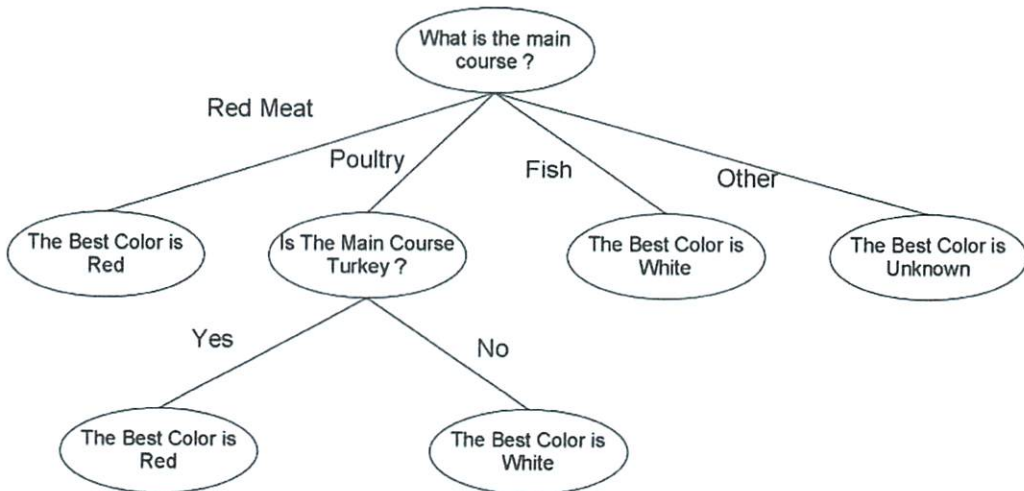 What is the main
course ?
Red Meat
Poultry
Fish
Other
The Best Color is
Red
Is The Main Course
Turkey ?
The Best Color is
White
The Best Color is
Unknown
Yes
No
The Best Color is
Red
The Best Color is
White